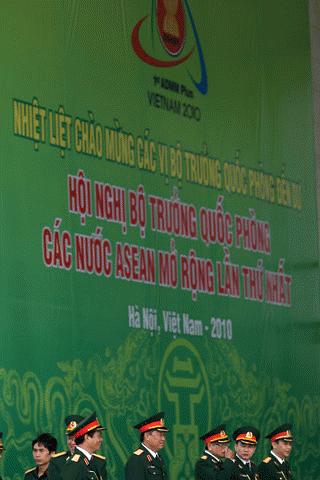 1st ADMM Plus
VIETNAM 2010
NHIỆT LIỆT CHÀO MỪNG CÁC VỊ BỘ TRƯỞNG QUỐC PHÒNG ĐẾN DỰ
HỘI NGHỊ BỘ TRƯỞNG QUỐC PHÒNG
CÁC NƯỚC ASEAN MỞ RỘNG LẦN THỨ NHẤT
Hà Nội, Việt Nam - 2010